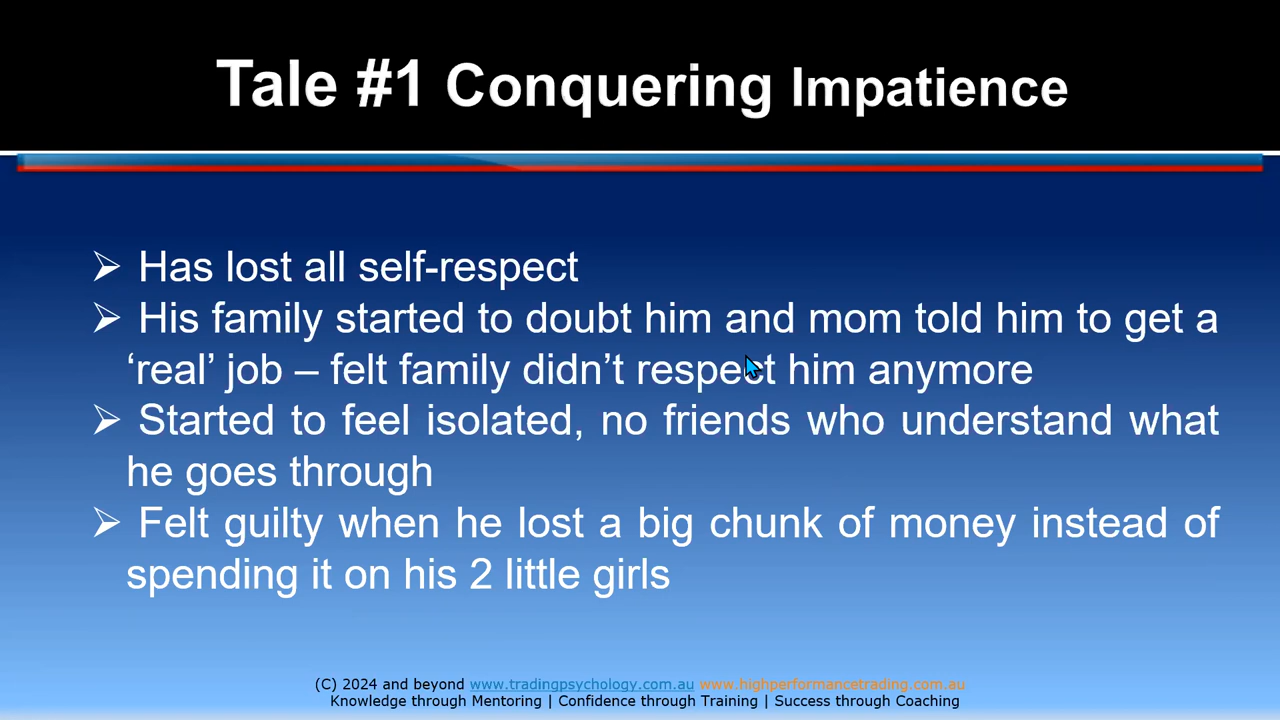 Tale #1 Conquering Impatience
➢ Has lost all self-respect
➢ His family started to doubt him and mom told him to get a
‘real’ job – felt family didn’t respect him anymore
➢ Started to feel isolated, no friends who understand what
he goes through
➢ Felt guilty when he lost a big chunk of money instead of
spending it on his 2 little girls
(C) 2024 and beyond www.tradingpsychology.com.au www.highperformancetrading.com.au
Knowledge through Mentoring | Confidence through Training | Success through Coaching